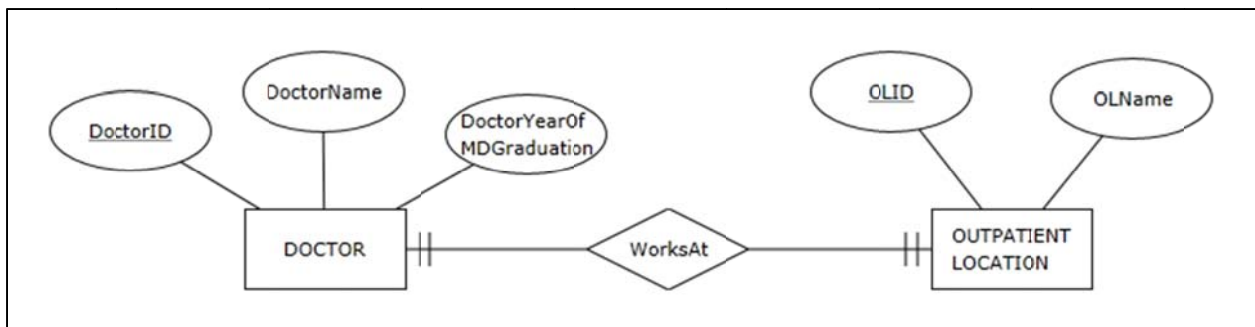 DoctorID
DoctorName
DoctorYearOf
MDGraduation
OLID
OLName
DOCTOR
WorksAt
OUTPATIENT
LOCATION